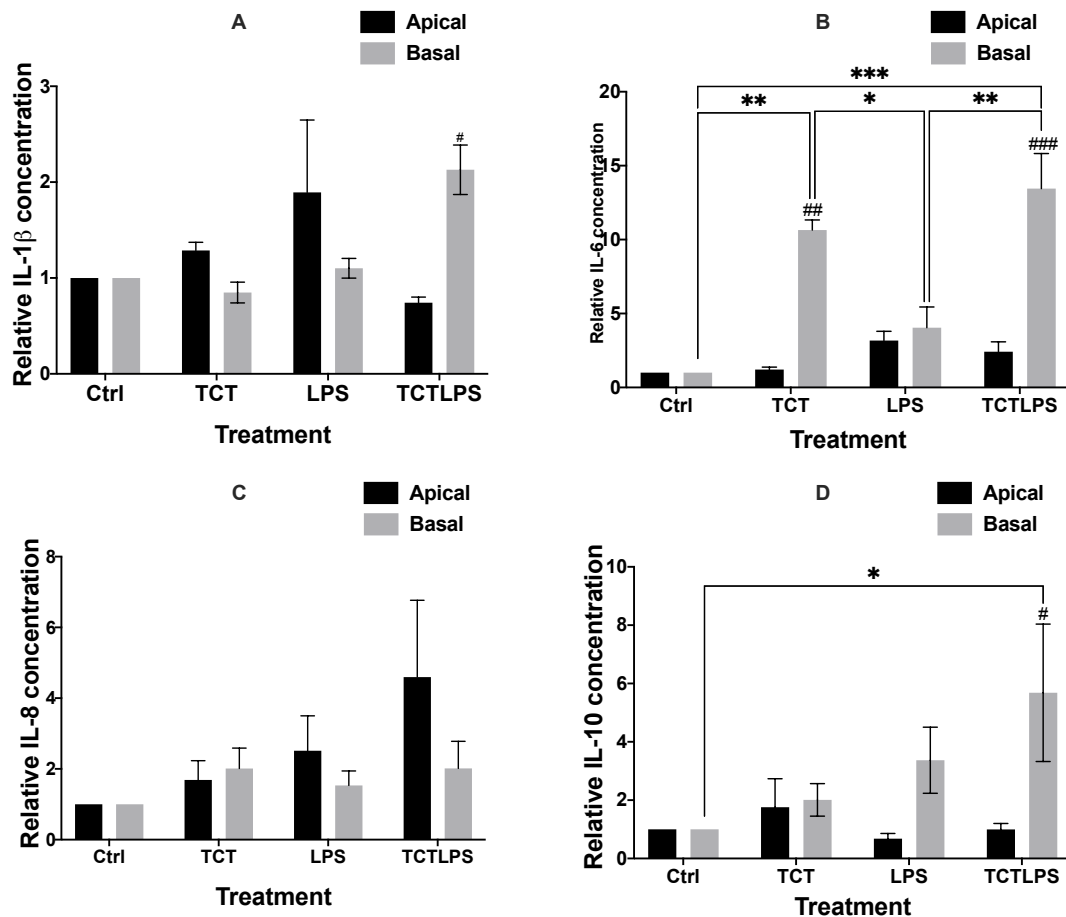 A
Apical
Basal
Relative IL-1β concentration
3
2
1
0
#
Ctrl TCT LPS TCTLPS
Treatment
B
Apical
Basal
Relative IL-6 concentration
20
15
10
5
0
***
** * **
## ###
Ctrl TCT LPS TCTLPS
Treatment
C
Apical
Basal
Relative IL-8 concentration
8
6
4
2
0
Ctrl TCT LPS TCTLPS
Treatment
D
Apical
Basal
Relative IL-10 concentration
10
8
6
4
2
0
*
#
Ctrl TCT LPS TCTLPS
Treatment